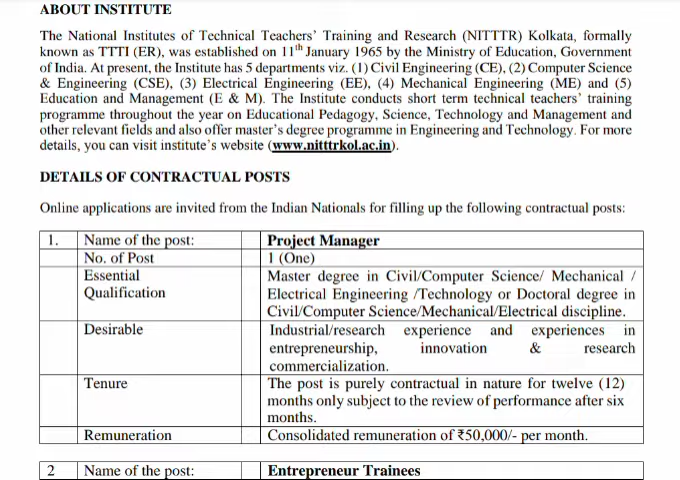 ABOUT INSTITUTE
The National Institutes of Technical Teachers' Training and Research (NITTTR) Kolkata, formally
known as TTTI (ER), was established on 11th January 1965 by the Ministry of Education, Government
of India. At present, the Institute has 5 departments viz. (1) Civil Engineering (CE), (2) Computer Science
& Engineering (CSE), (3) Electrical Engineering (EE), (4) Mechanical Engineering (ME) and (5)
Education and Management (E & M). The Institute conducts short term technical teachers' training
programme throughout the year on Educational Pedagogy, Science, Technology and Management and
other relevant fields and also offer master's degree programme in Engineering and Technology. For more
details, you can visit institute's website (www.nitttrkol.ac.in).
DETAILS OF CONTRACTUAL POSTS
Online applications are invited from the Indian Nationals for filling up the following contractual posts:
1. Name of the post: Project Manager
No. of Post 1 (One)
Essential Master degree in Civil/Computer Science/ Mechanical /
Qualification Electrical Engineering /Technology or Doctoral degree in
Civil/Computer Science/Mechanical/Electrical discipline.
Desirable Industrial/research experience and experiences in
entrepreneurship, innovation & research
commercialization.
Tenure The post is purely contractual in nature for twelve (12)
months only subject to the review of performance after six
months.
Remuneration Consolidated remuneration of ₹50,000/- per month.
2 Name of the post: Entrepreneur Trainees